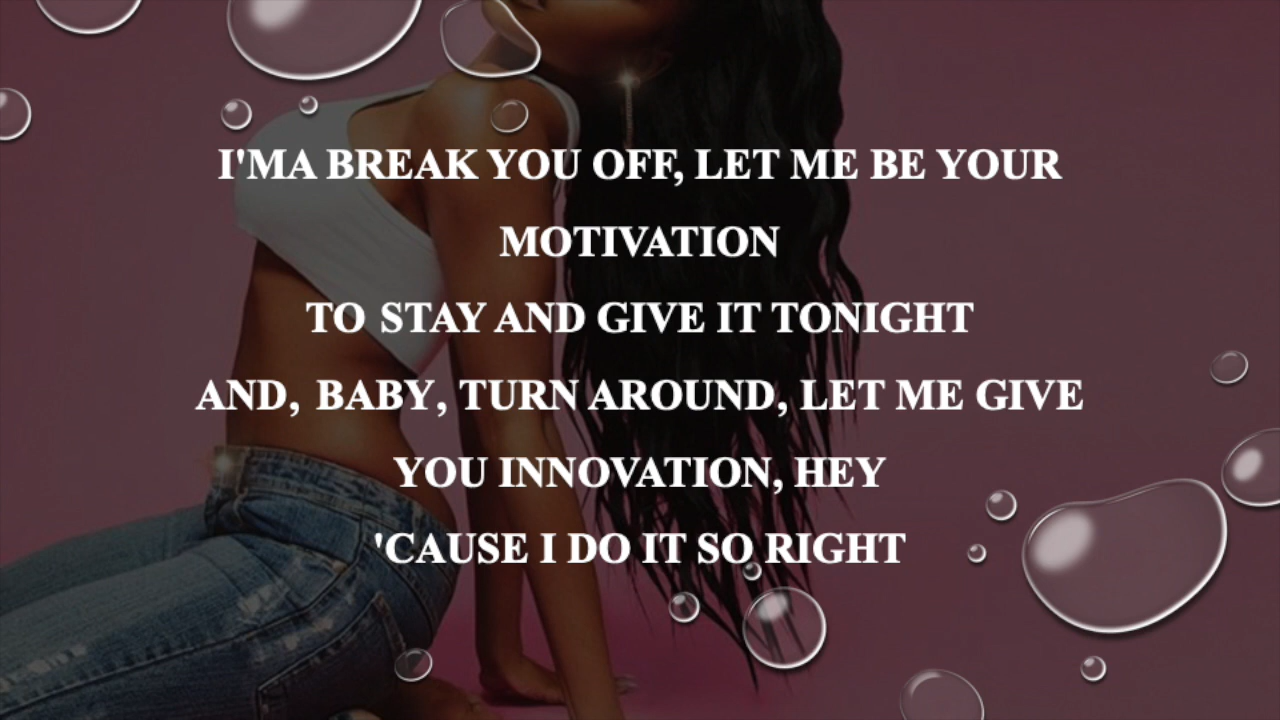 I'MA BREAK YOU OFF, LET ME BE YOUR
MOTIVATION
TO STAY AND GIVE IT TONIGHT
AND, BABY, TURN AROUND, LET ME GIVE
YOU INNOVATION, HEY
'CAUSE I DO IT SO RIGHT